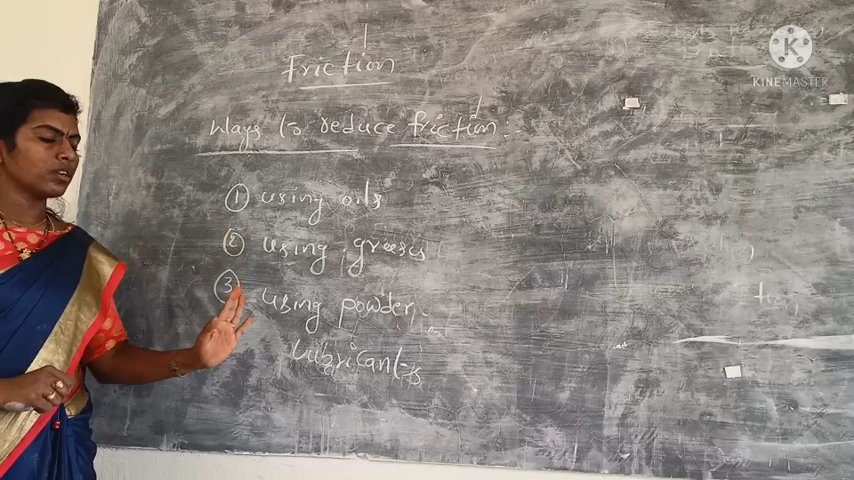 Friction
Ways to reduce friction:
① using oils
② using greases
③ using powder
Lubricants
K
KINEMASTER